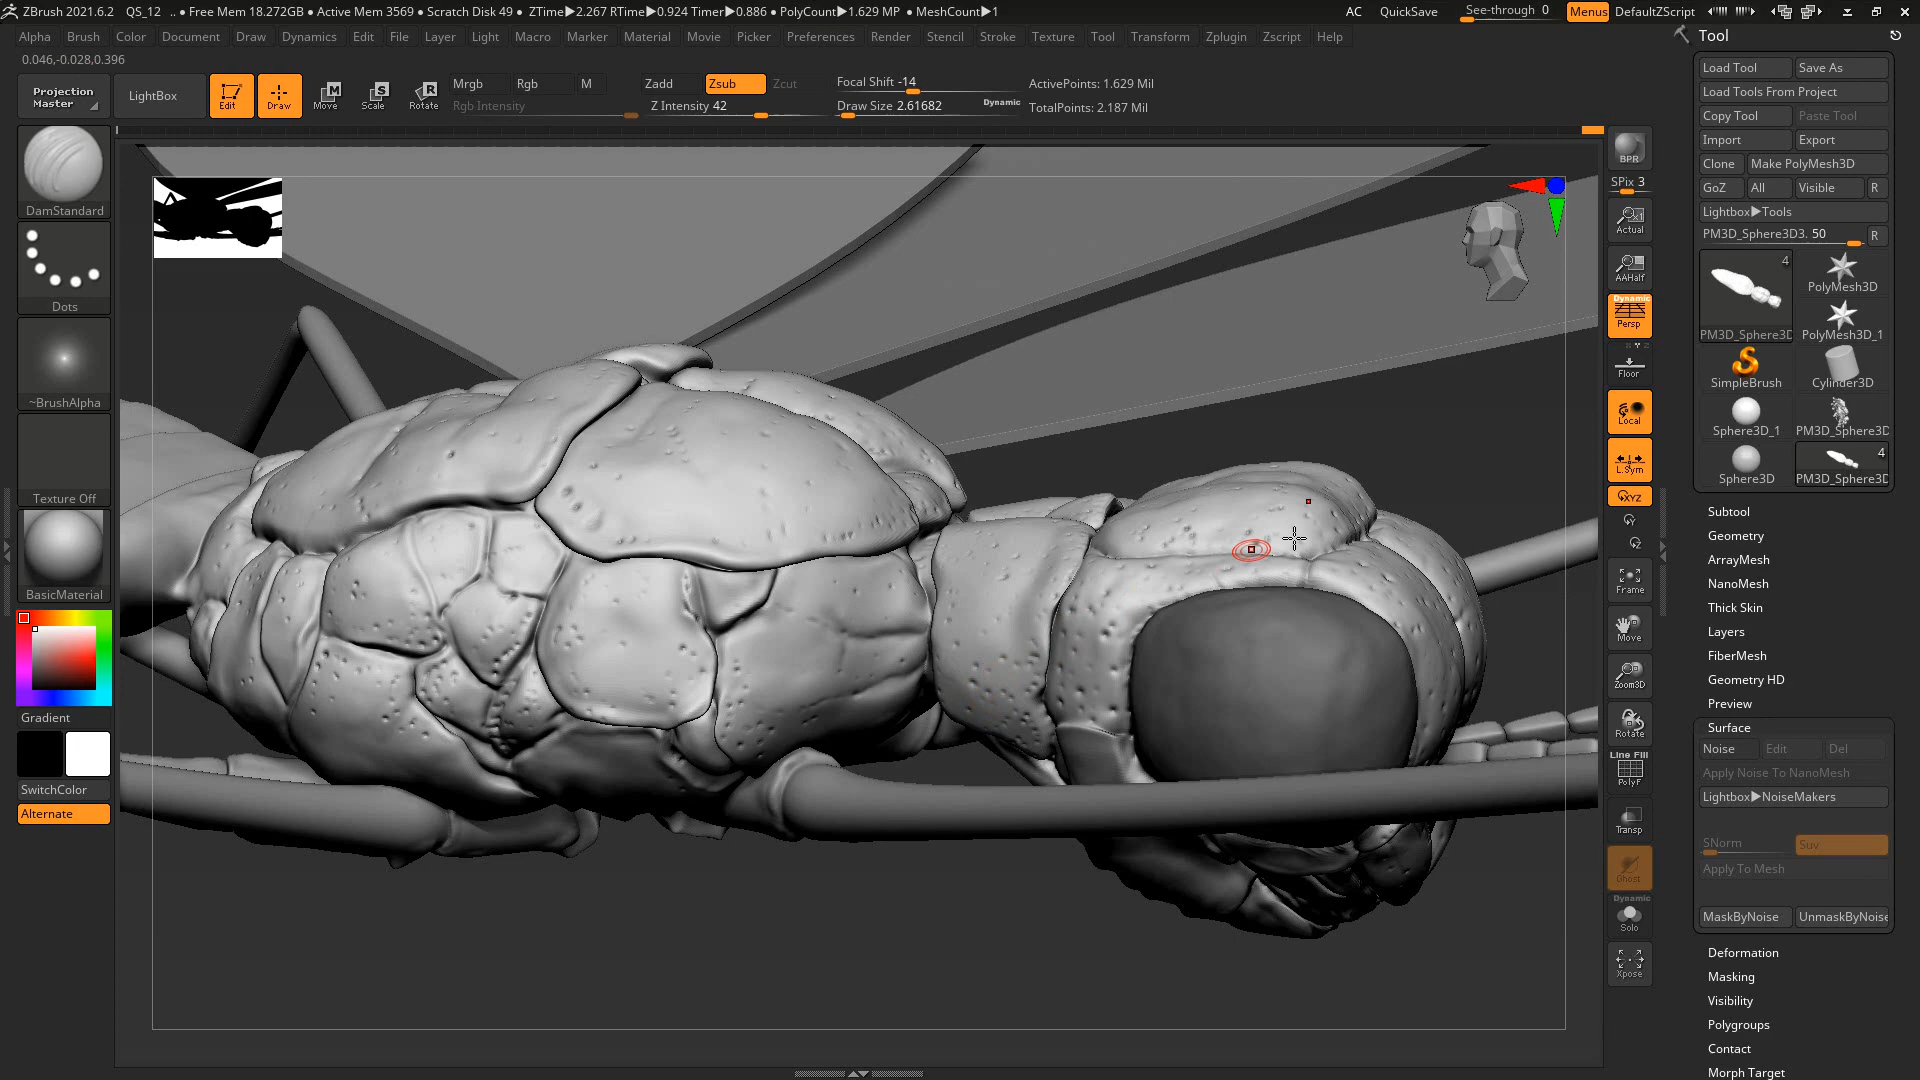 ZBrush 2021.6.2 QS_12 .. ● Free Mem 18.272GB ● Active Mem 3569 ● Scratch Disk 49 ● ZTime▶2.267 RTime▶0.924 Timer▶0.886 ● PolyCount▶1.629 MP ● MeshCount▶1 AC QuickSave See-through 0 Menus DefaultZScript
Alpha Brush Color Document Draw Dynamics Edit File Layer Light Macro Marker Material Movie Picker Preferences Render Stencil Stroke Texture Tool Transform Zplugin Zscript Help
Tool
0.046,-0.028,0.396
Projection Master
LightBox
Edit
Draw
Move
Scale
Rotate
Mrgb Rgb M
Rgb Intensity
Zadd Zsub Zcut
Z Intensity 42
Focal Shift -14
Draw Size 2.61682 Dynamic
ActivePoints: 1.629 Mil
TotalPoints: 2.187 Mil
DamStandard
Dots
~BrushAlpha
Texture Off
BasicMaterial
Gradient
SwitchColor
Alternate
BPR
SPix 3
Actual
AAHalf
Dynamic
Persp
Floor
Local
L.Sym
XYZ
Y
Z
Frame
Move
Zoom3D
Rotate
Line Fill
PolyF
Transp
Ghost
Dynamic
Solo
Xpose
Load Tool Save As
Load Tools From Project
Copy Tool Paste Tool
Import Export
Clone Make PolyMesh3D
GoZ All Visible R
Lightbox▶Tools
PM3D_Sphere3D3. 50 R
4
PM3D_Sphere3D
PolyMesh3D
PolyMesh3D_1
SimpleBrush Cylinder3D
Sphere3D_1 PM3D_Sphere3D
4
Sphere3D PM3D_Sphere3D
Subtool
Geometry
ArrayMesh
NanoMesh
Thick Skin
Layers
FiberMesh
Geometry HD
Preview
Surface
Noise Edit Del
Apply Noise To NanoMesh
Lightbox▶NoiseMakers
SNorm Suv
Apply To Mesh
MaskByNoise UnmaskByNoise
Deformation
Masking
Visibility
Polygroups
Contact
Morph Target